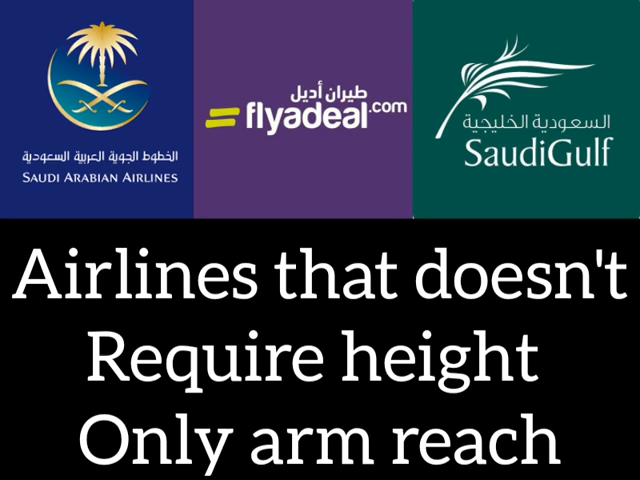 الخطوط الجوية العربية السعودية
SAUDI ARABIAN AIRLINES
طيران أديل
flyadeal.com
السعودية الخليجية
SaudiGulf
Airlines that doesn't
Require height
Only arm reach